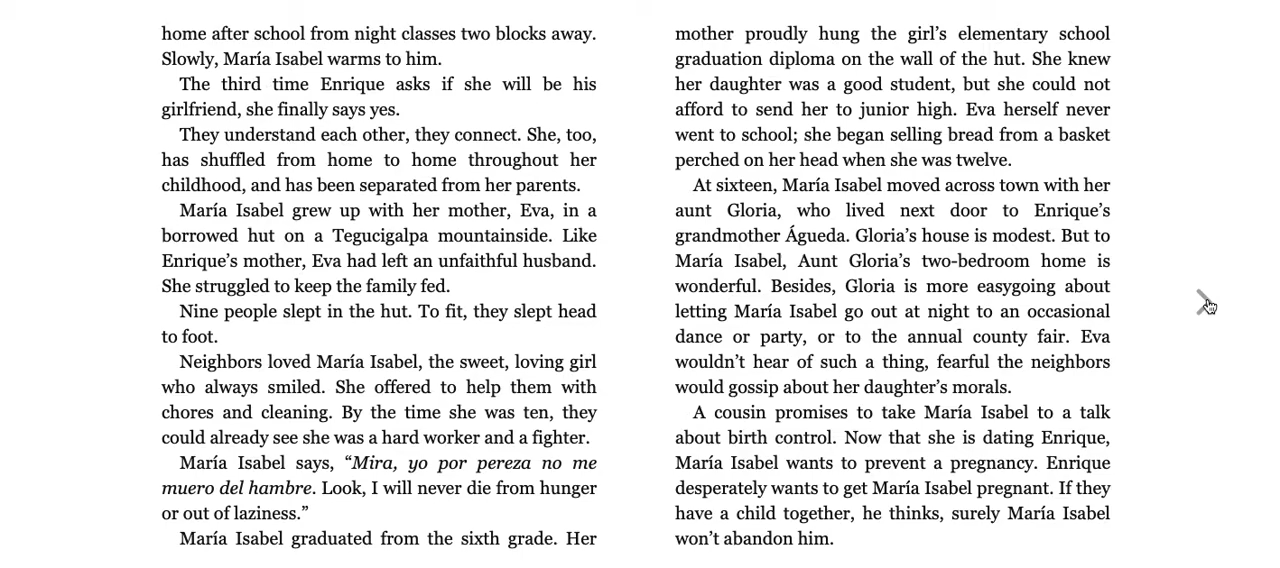 home after school from night classes two blocks away.
Slowly, María Isabel warms to him.
The third time Enrique asks if she will be his
girlfriend, she finally says yes.
They understand each other, they connect. She, too,
has shuffled from home to home throughout her
childhood, and has been separated from her parents.
María Isabel grew up with her mother, Eva, in a
borrowed hut on a Tegucigalpa mountainside. Like
Enrique’s mother, Eva had left an unfaithful husband.
She struggled to keep the family fed.
Nine people slept in the hut. To fit, they slept head
to foot.
Neighbors loved María Isabel, the sweet, loving girl
who always smiled. She offered to help them with
chores and cleaning. By the time she was ten, they
could already see she was a hard worker and a fighter.
María Isabel says, “Mira, yo por pereza no me
muero del hambre. Look, I will never die from hunger
or out of laziness.”
María Isabel graduated from the sixth grade. Her
mother proudly hung the girl’s elementary school
graduation diploma on the wall of the hut. She knew
her daughter was a good student, but she could not
afford to send her to junior high. Eva herself never
went to school; she began selling bread from a basket
perched on her head when she was twelve.
At sixteen, María Isabel moved across town with her
aunt Gloria, who lived next door to Enrique’s
grandmother Águeda. Gloria’s house is modest. But to
María Isabel, Aunt Gloria’s two-bedroom home is
wonderful. Besides, Gloria is more easygoing about
letting María Isabel go out at night to an occasional
dance or party, or to the annual county fair. Eva
wouldn’t hear of such a thing, fearful the neighbors
would gossip about her daughter’s morals.
A cousin promises to take María Isabel to a talk
about birth control. Now that she is dating Enrique,
María Isabel wants to prevent a pregnancy. Enrique
desperately wants to get María Isabel pregnant. If they
have a child together, he thinks, surely María Isabel
won’t abandon him.